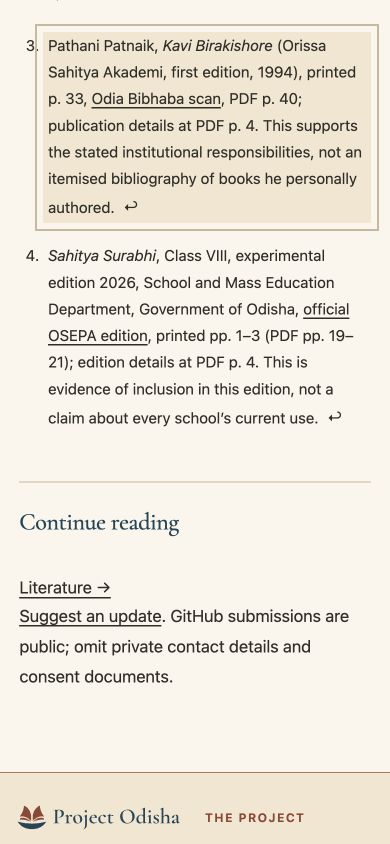 3. Pathani Patnaik, Kavi Birakishore (Orissa
Sahitya Akademi, first edition, 1994), printed
p. 33, Odia Bibhaba scan, PDF p. 40;
publication details at PDF p. 4. This supports
the stated institutional responsibilities, not an
itemised bibliography of books he personally
authored. ↩
4. Sahitya Surabhi, Class VIII, experimental
edition 2026, School and Mass Education
Department, Government of Odisha, official
OSEPA edition, printed pp. 1–3 (PDF pp. 19–
21); edition details at PDF p. 4. This is
evidence of inclusion in this edition, not a
claim about every school’s current use. ↩
Continue reading
Literature →
Suggest an update. GitHub submissions are
public; omit private contact details and
consent documents.
Project Odisha THE PROJECT